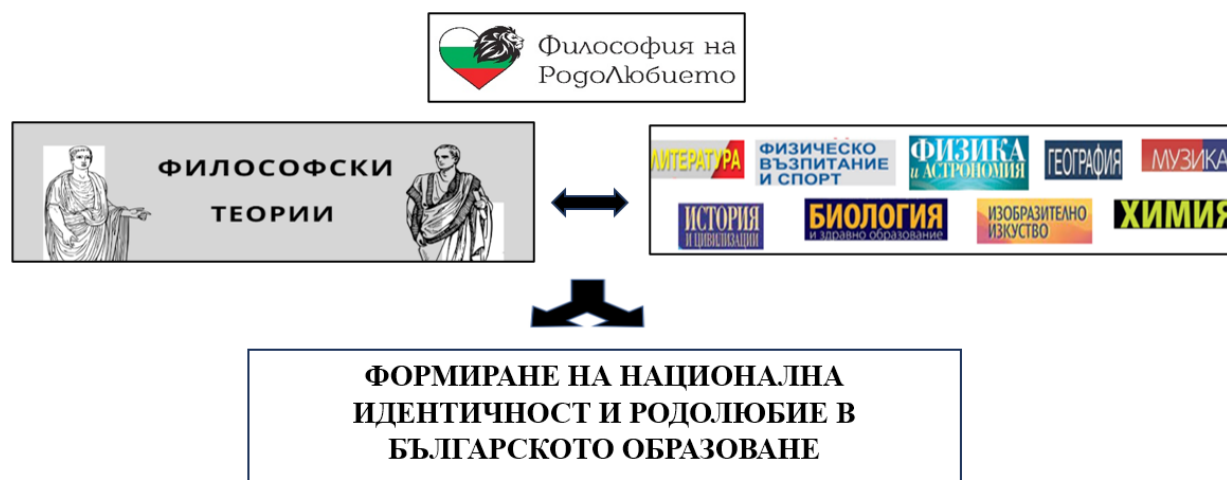 Философия на
РодоЛюбието
ФИЛОСОФСКИ
ТЕОРИИ
ЛИТЕРАТУРА
ФИЗИЧЕСКО
ВЪЗПИТАНИЕ
И СПОРТ
ФИЗИКА
и АСТРОНОМИЯ
ГЕОГРАФИЯ
МУЗИКА
ИСТОРИЯ
И ЦИВИЛИЗАЦИИ
БИОЛОГИЯ
и здравно образование
ИЗОБРАЗИТЕЛНО
ИЗКУСТВО
ХИМИЯ
ФОРМИРАНЕ НА НАЦИОНАЛНА
ИДЕНТИЧНОСТ И РОДОЛЮБИЕ В
БЪЛГАРСКОТО ОБРАЗОВАНЕ